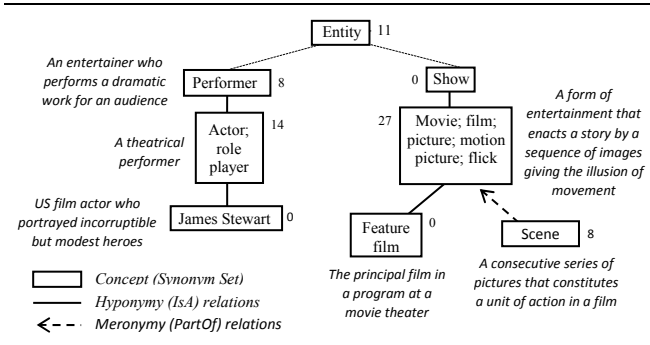 Entity
11
An entertainer who
performs a dramatic
work for an audience
Performer
8
0
Show
A form of
entertainment that
enacts a story by a
sequence of images
giving the illusion of
movement
A theatrical
performer
Actor;
role
player
14
27
Movie; film;
picture; motion
picture; flick
US film actor who
portrayed incorruptible
but modest heroes
James Stewart
0
Feature
film
0
Scene
8
The principal film in
a program at a
movie theater
A consecutive series of
pictures that constitutes
a unit of action in a film
Concept (Synonym Set)
Hyponymy (IsA) relations
Meronymy (PartOf) relations